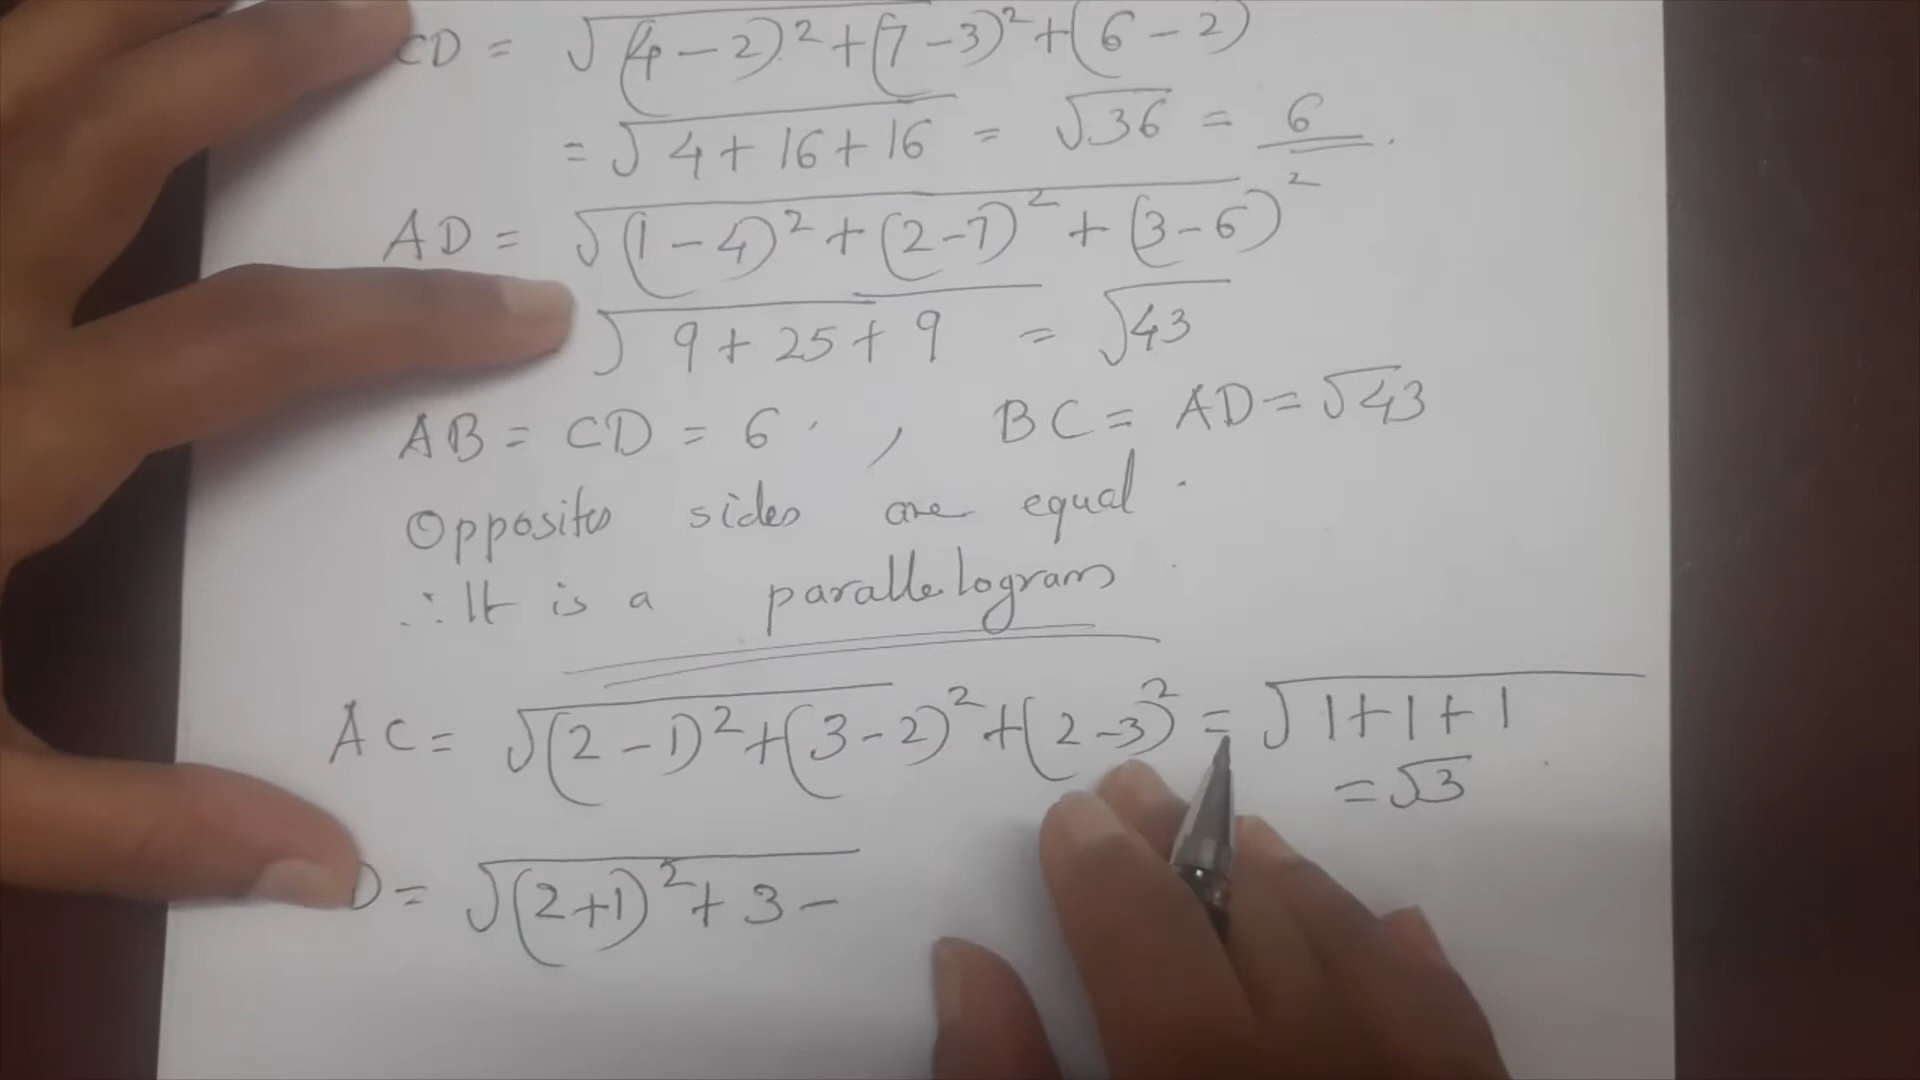 CD = √(4-2)²+(7-3)²+(6-2)
= √4+16+16 = √36 = 6.
AD = √(1-4)²+(2-7)²+(3-6)²
√9+25+9 = √43
AB = CD = 6, BC = AD = √43
Opposite sides are equal.
∴ It is a parallelogram
AC = √(2-1)²+(3-2)²+(2-3)² = √1+1+1
= √3
D = √(2+1)²+3-